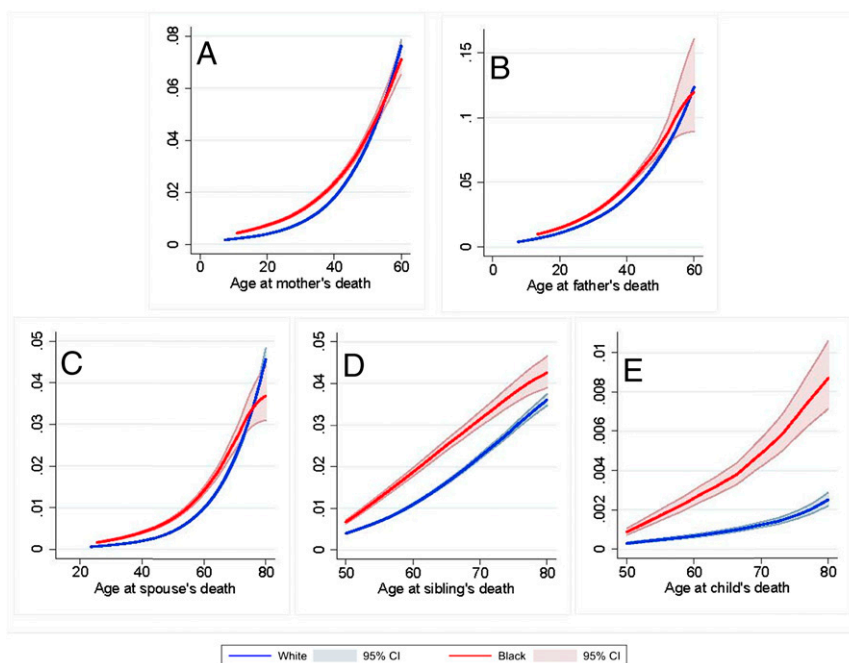 A
.08
.06
.04
.02
0
0 20 40 60
Age at mother's death
B
.15
.1
.05
0
0 20 40 60
Age at father's death
C
.05
.04
.03
.02
.01
0
20 40 60 80
Age at spouse's death
D
.05
.04
.03
.02
.01
0
50 60 70 80
Age at sibling's death
E
.01
.008
.006
.004
.002
0
50 60 70 80
Age at child's death
White 95% CI Black 95% CI